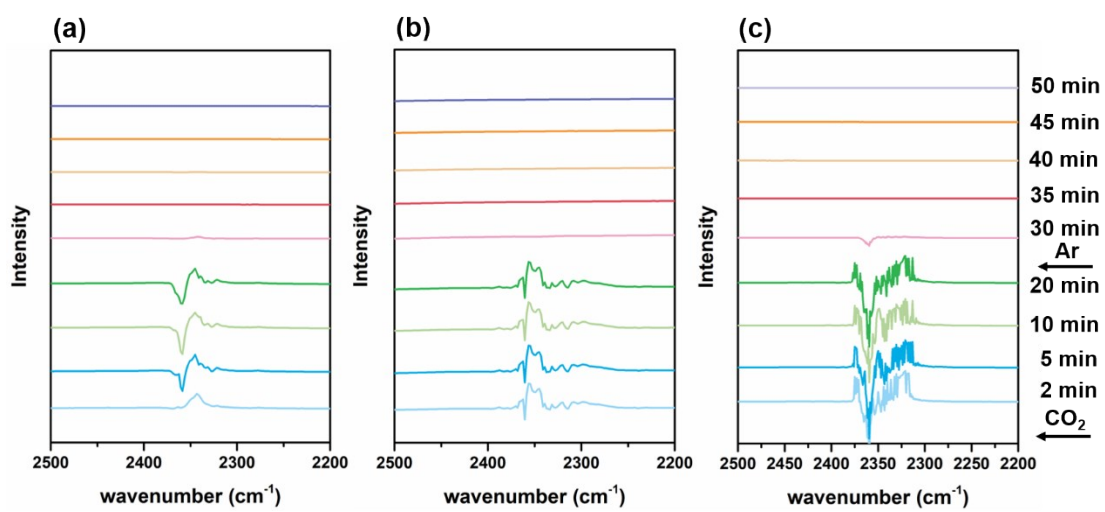 (a)
(b)
(c)
Intensity
Intensity
Intensity
50 min
45 min
40 min
35 min
30 min
Ar
20 min
10 min
5 min
2 min
CO₂
2500 2400 2300 2200
2500 2400 2300 2200
2500 2450 2400 2350 2300 2250 2200
wavenumber (cm⁻¹)
wavenumber (cm⁻¹)
wavenumber (cm⁻¹)